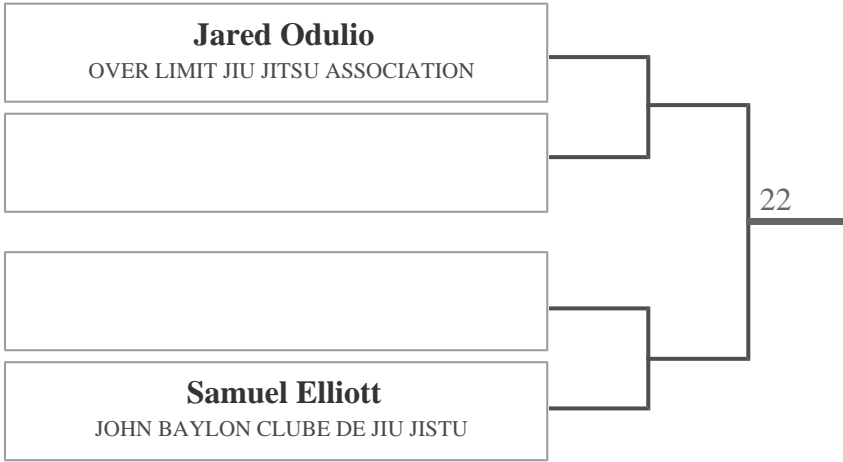 Jared Odulio
OVER LIMIT JIU JITSU ASSOCIATION
22
Samuel Elliott
JOHN BAYLON CLUBE DE JIU JISTU